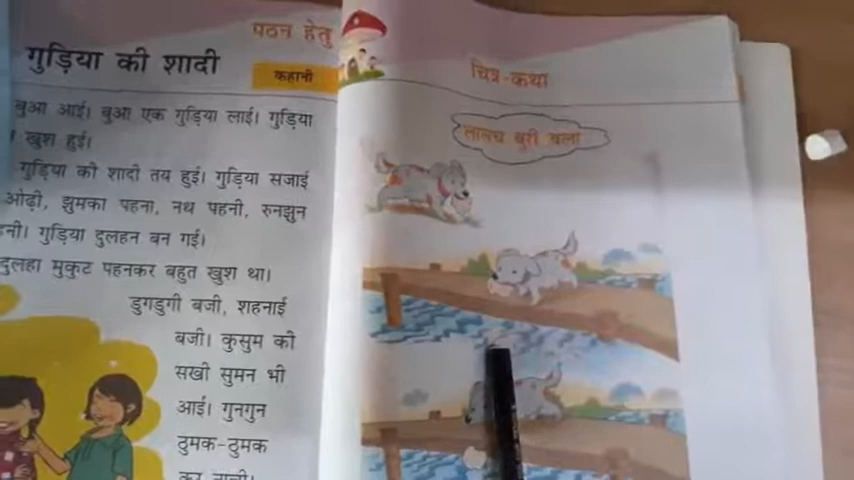 पठन हेतु
गुड़िया की शादी
कहानी
बुआ आई। बुआ एक गुड़िया लाई। गुड़िया
खुश हुई।
गुड़िया की शादी तय हुई। गुड़िया सजाई
ओढ़ी, झुमका पहना, नथ पहनी, रुनझुन
गुड़िया दुलहन बन गई।
दुलहा मुकुट पहनकर बहुत खुश था।
डुगडुगी बजी, शहनाई
बजी। कुसुम की
सखी सुमन भी
आई। गुनगुन
ठुमक-ठुमक
चित्र-कथा
लालच बुरी बला